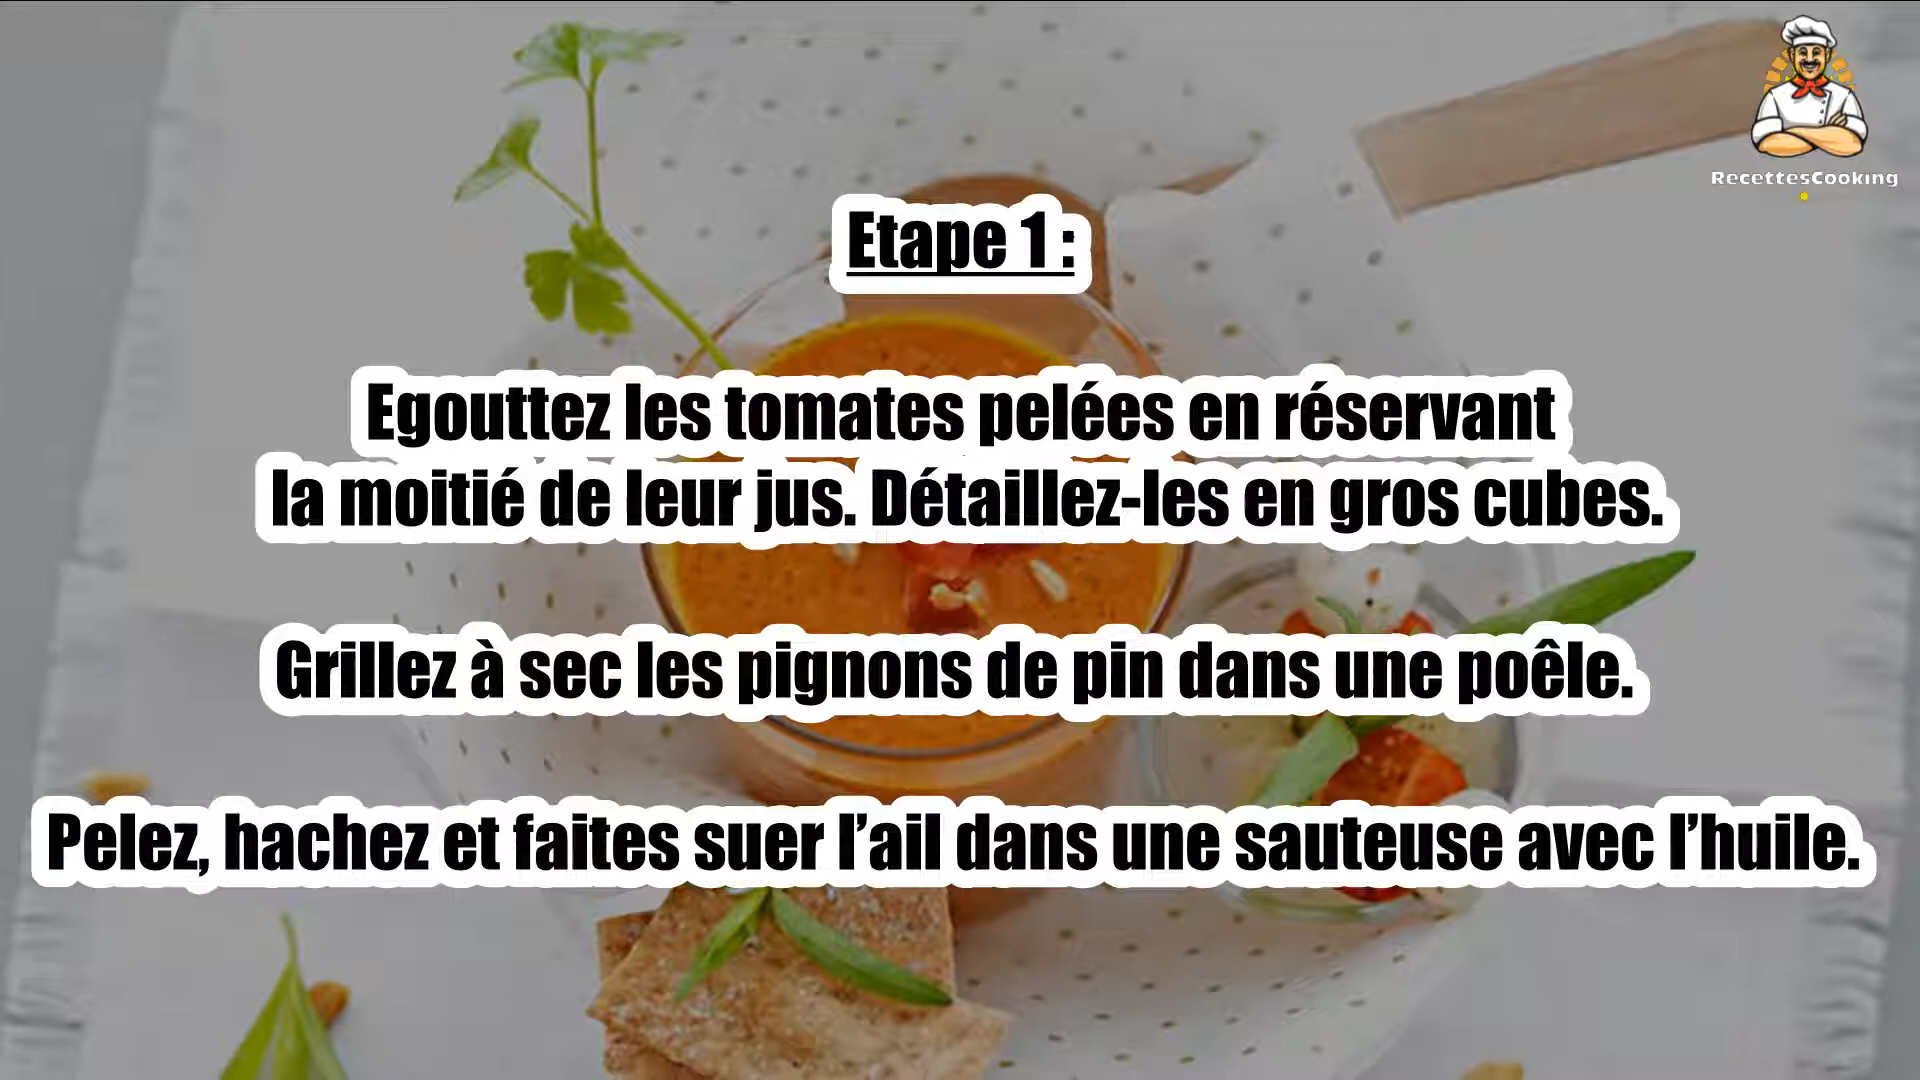 RecettesCooking
Etape 1 :
Egouttez les tomates pelées en réservant
la moitié de leur jus. Détaillez-les en gros cubes.
Grillez à sec les pignons de pin dans une poêle.
Pelez, hachez et faites suer l’ail dans une sauteuse avec l’huile.